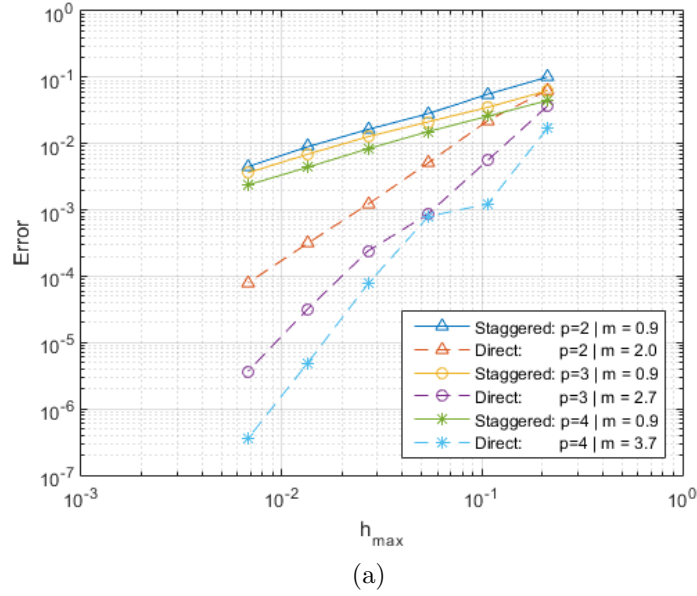 10^0
10^-1
10^-2
10^-3
10^-4
10^-5
10^-6
10^-7
Error
Staggered: p=2 | m = 0.9
Direct: p=2 | m = 2.0
Staggered: p=3 | m = 0.9
Direct: p=3 | m = 2.7
Staggered: p=4 | m = 0.9
Direct: p=4 | m = 3.7
10^-3 10^-2 10^-1 10^0
h_max
(a)